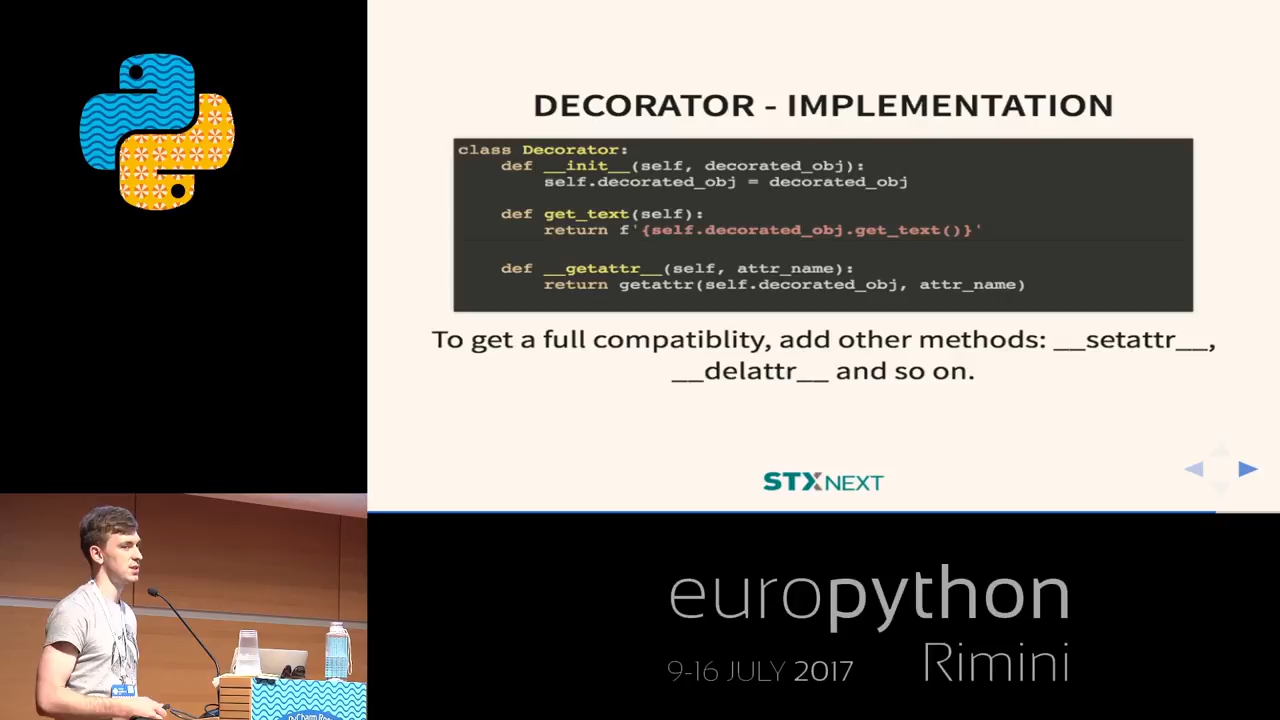 DECORATOR - IMPLEMENTATION
class Decorator:
def __init__(self, decorated_obj):
self.decorated_obj = decorated_obj
def get_text(self):
return f'{self.decorated_obj.get_text()}'
def __getattr__(self, attr_name):
return getattr(self.decorated_obj, attr_name)
To get a full compatiblity, add other methods: __setattr__,
__delattr__ and so on.
STXNEXT
europython
9-16 JULY 2017 Rimini